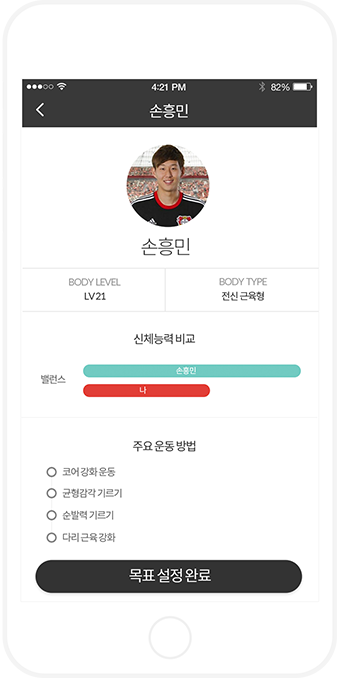 4:21 PM
82%
손흥민
손흥민
BODY LEVEL
LV 21
BODY TYPE
전신 근육형
신체능력 비교
밸런스
손흥민
나
주요 운동 방법
코어 강화 운동
균형감각 기르기
순발력 기르기
다리 근육 강화
목표 설정 완료